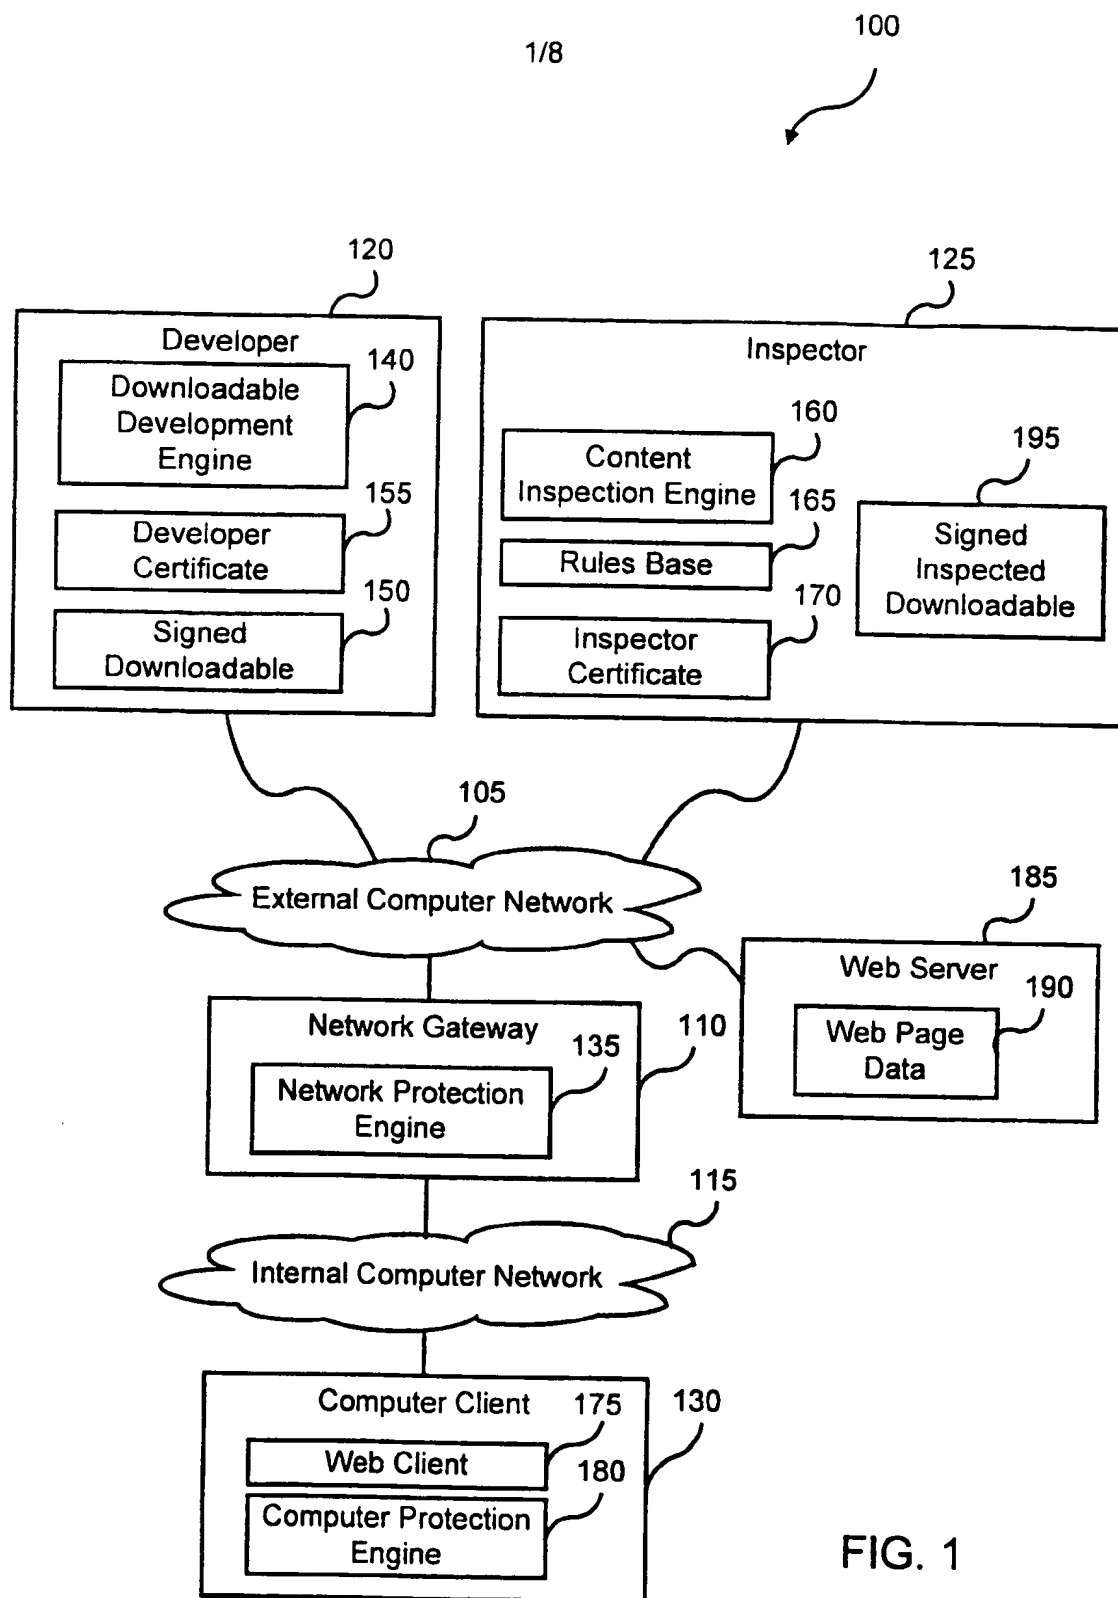 1/8
100
120
125
Developer
140
Downloadable
Development
Engine
155
Developer
Certificate
150
Signed
Downloadable
Inspector
160
Content
Inspection Engine
165
Rules Base
170
Inspector
Certificate
195
Signed
Inspected
Downloadable
105
External Computer Network
185
Web Server
190
Web Page
Data
Network Gateway
135
110
Network Protection
Engine
115
Internal Computer Network
Computer Client
175
130
Web Client
180
Computer Protection
Engine
FIG. 1